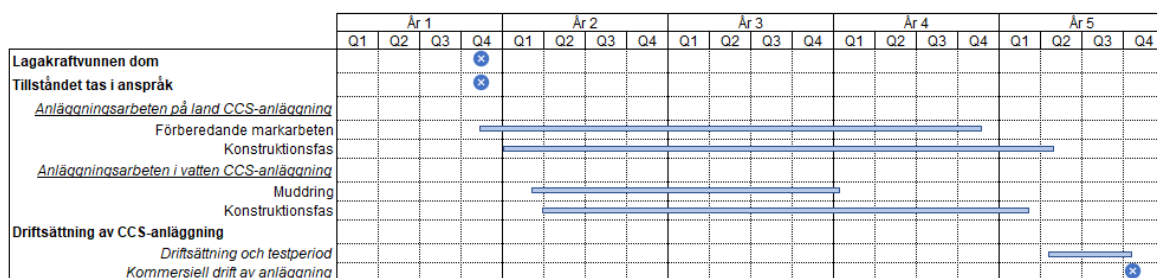 År 1 År 2 År 3 År 4 År 5
Q1 Q2 Q3 Q4 Q1 Q2 Q3 Q4 Q1 Q2 Q3 Q4 Q1 Q2 Q3 Q4 Q1 Q2 Q3 Q4
Lagakraftvunnen dom
Tillståndet tas i anspråk
Anläggningsarbeten på land CCS-anläggning
Förberedande markarbeten
Konstruktionsfas
Anläggningsarbeten i vatten CCS-anläggning
Muddring
Konstruktionsfas
Driftsättning av CCS-anläggning
Driftsättning och testperiod
Kommersiell drift av anläggning